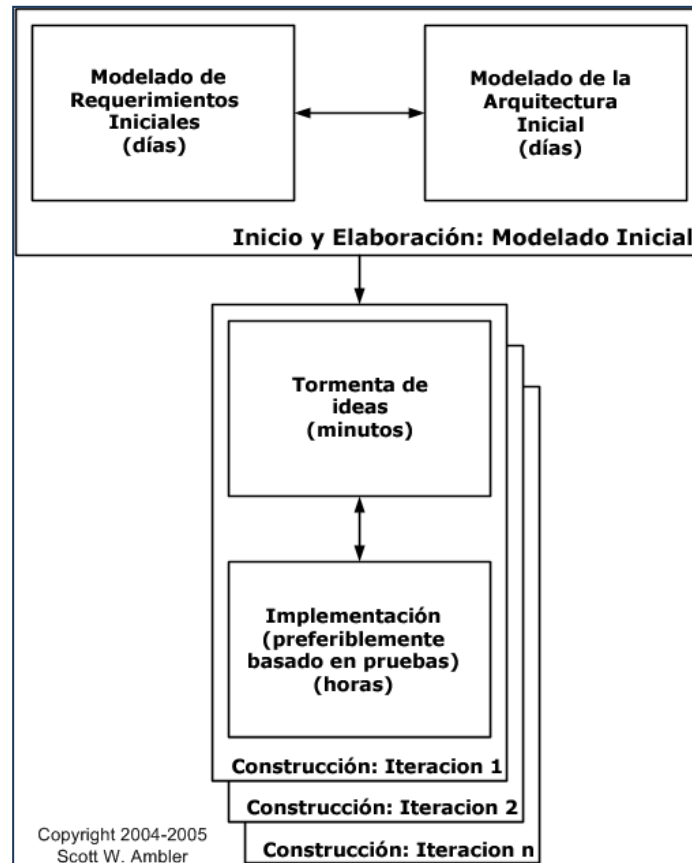 Modelado de
Requerimientos
Iniciales
(días)
Modelado de la
Arquitectura
Inicial
(días)
Inicio y Elaboración: Modelado Inicial
Tormenta de
ideas
(minutos)
Implementación
(preferiblemente
basado en pruebas)
(horas)
Construcción: Iteracion 1
Construcción: Iteracion 2
Construcción: Iteracion n
Copyright 2004-2005
Scott W. Ambler